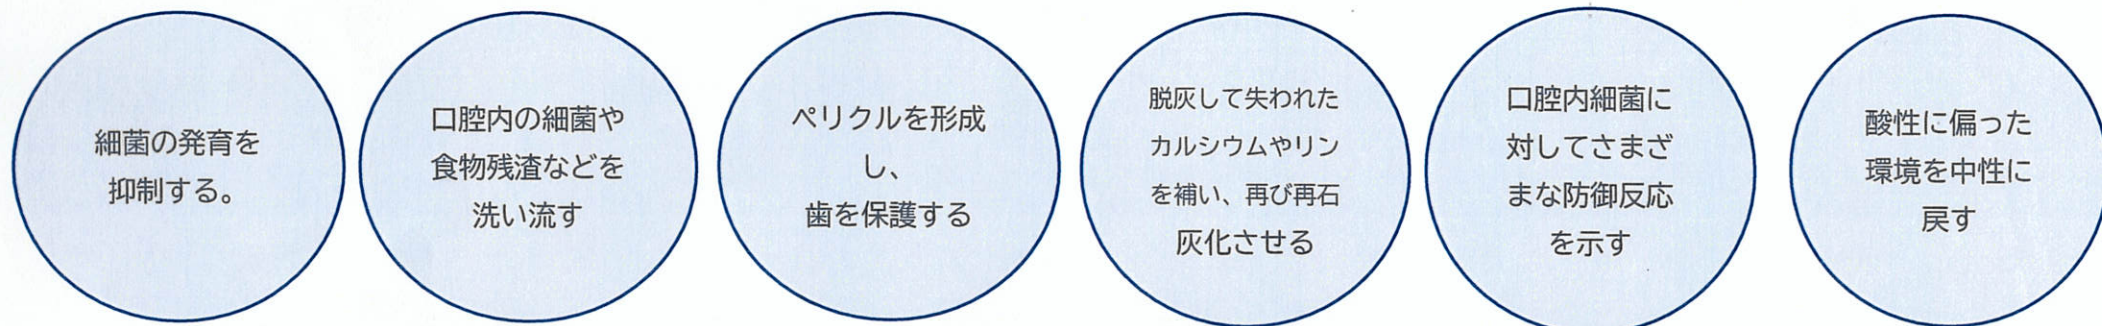 細菌の発育を
抑制する。
口腔内の細菌や
食物残渣などを
洗い流す
ペリクルを形成
し、
歯を保護する
脱灰して失われた
カルシウムやリン
を補い、再び再石
灰化させる
口腔内細菌に
対してさまざ
まな防御反応
を示す
酸性に偏った
環境を中性に
戻す